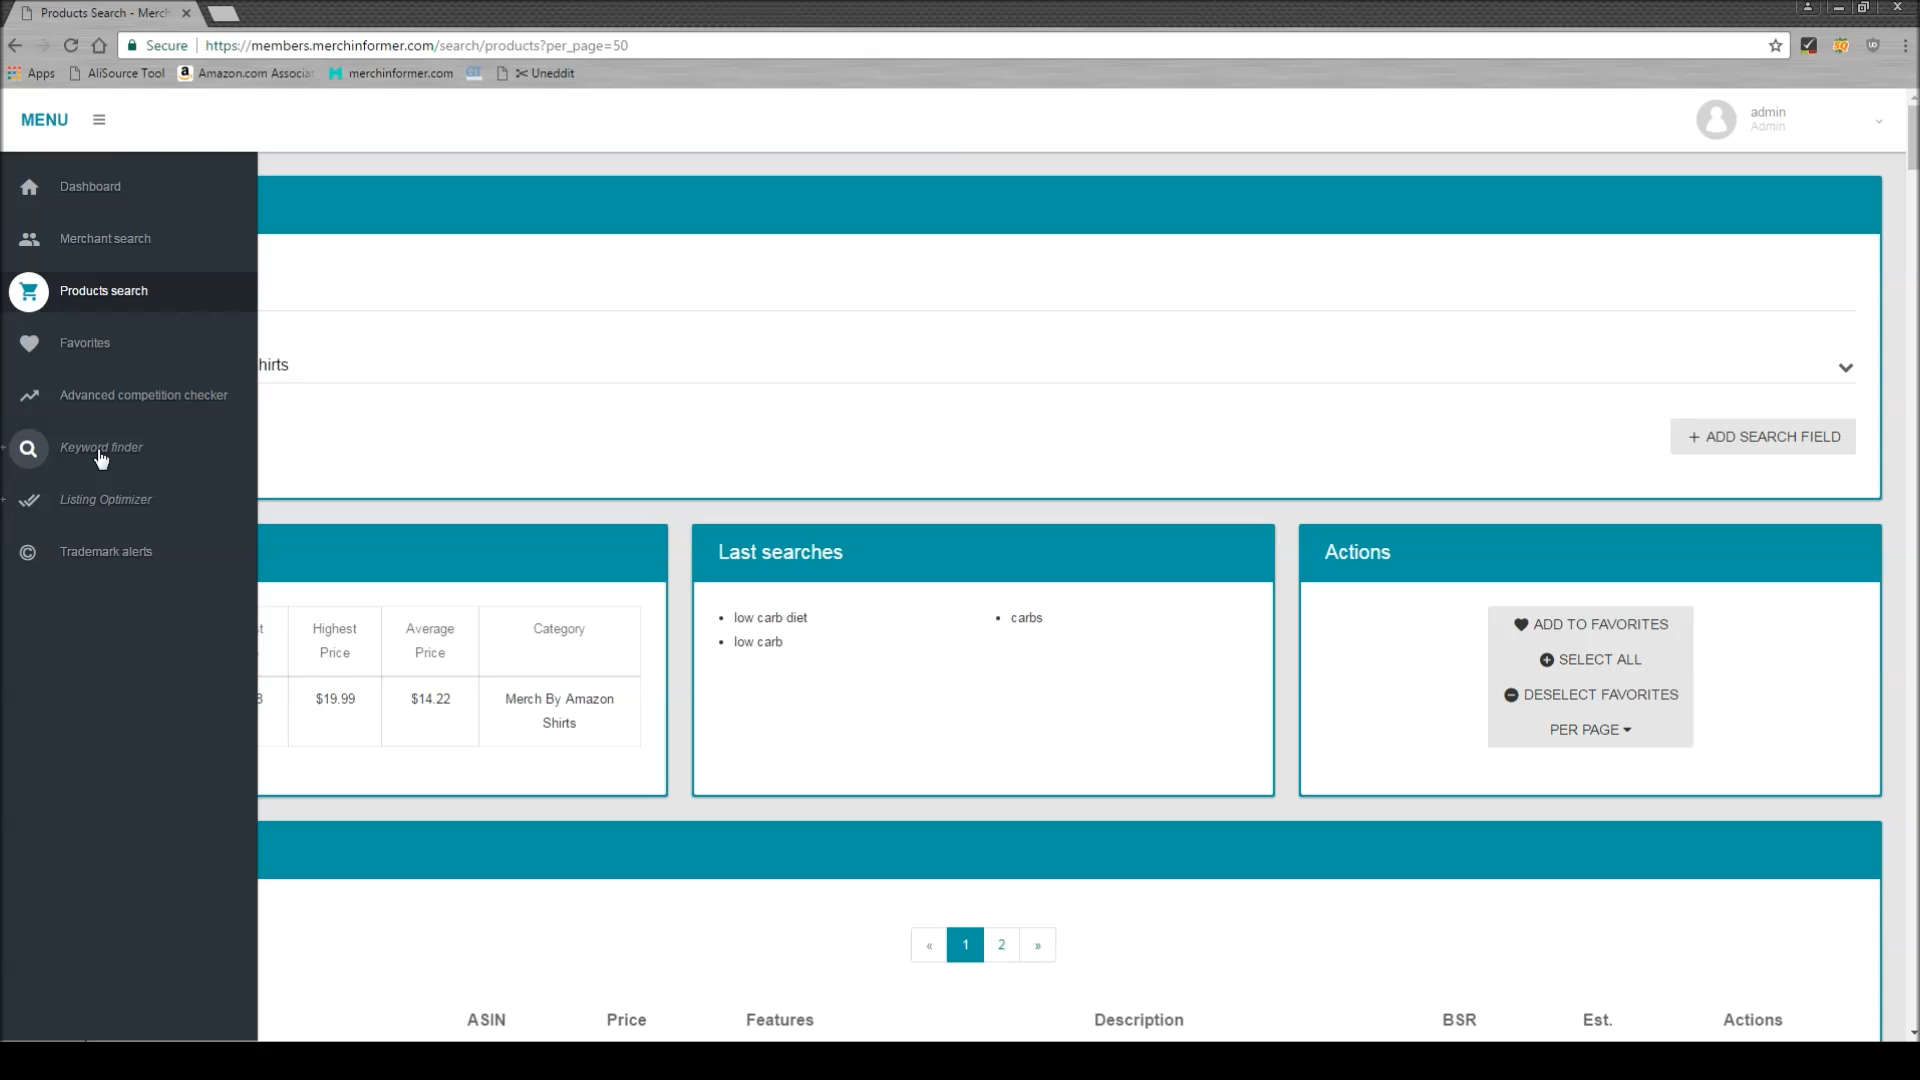 Products Search - Merch
Secure https://members.merchinformer.com/search/products?per_page=50
Apps AliSource Tool Amazon.com Associat merchinformer.com GT Uneddit
MENU
admin
Admin
Dashboard
Merchant search
Products search
Favorites
hirts
Advanced competition checker
+ ADD SEARCH FIELD
Keyword finder
Listing Optimizer
Trademark alerts
Last searches
Actions
Highest Price
Average Price
Category
$19.99
$14.22
Merch By Amazon Shirts
low carb diet
low carb
carbs
ADD TO FAVORITES
SELECT ALL
DESELECT FAVORITES
PER PAGE
« 1 2 »
ASIN Price Features Description BSR Est. Actions